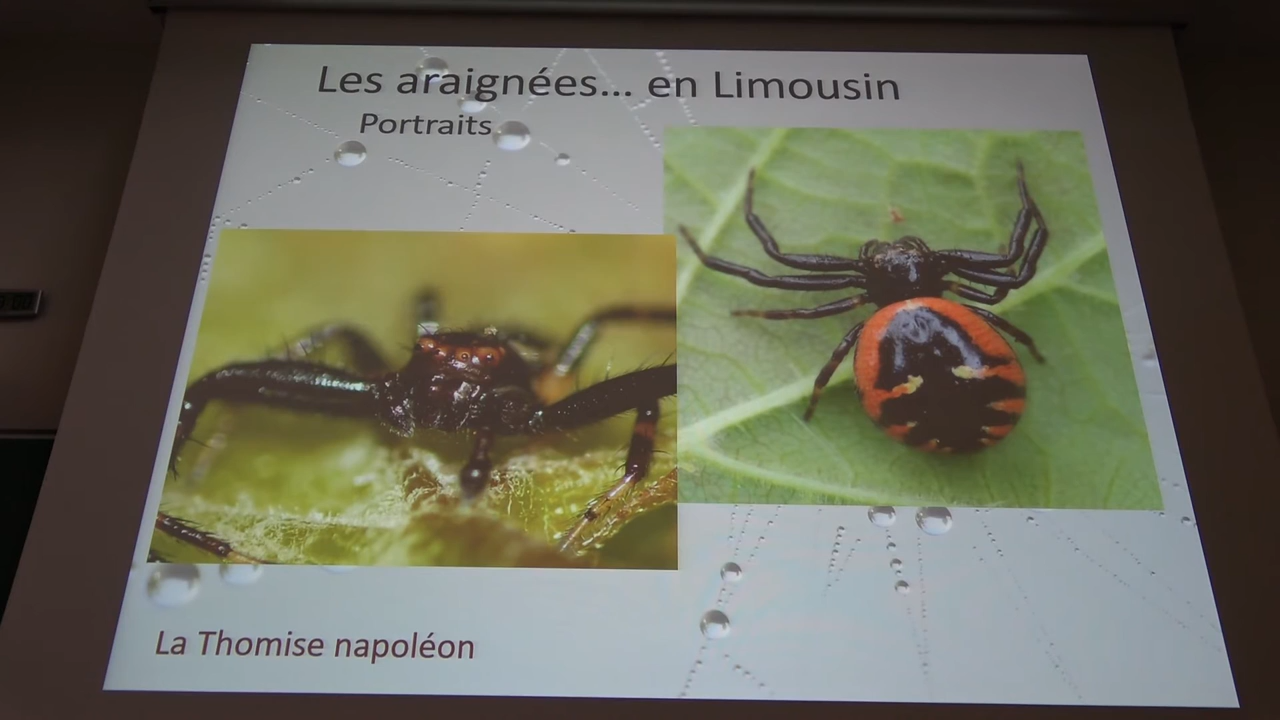 Les araignées... en Limousin
Portraits
La Thomise napoléon